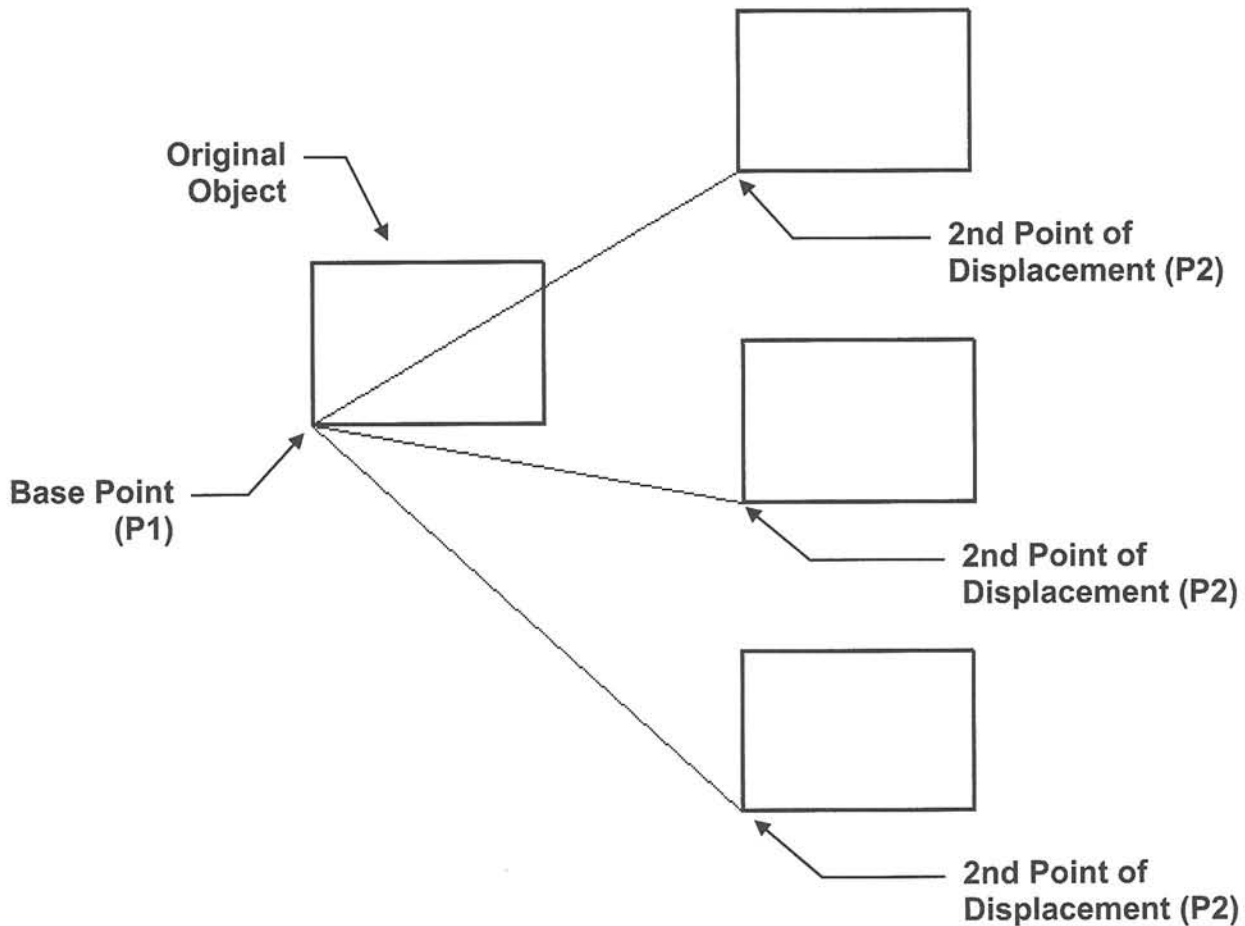 Original
Object
2nd Point of
Displacement (P2)
Base Point
(P1)
2nd Point of
Displacement (P2)
2nd Point of
Displacement (P2)